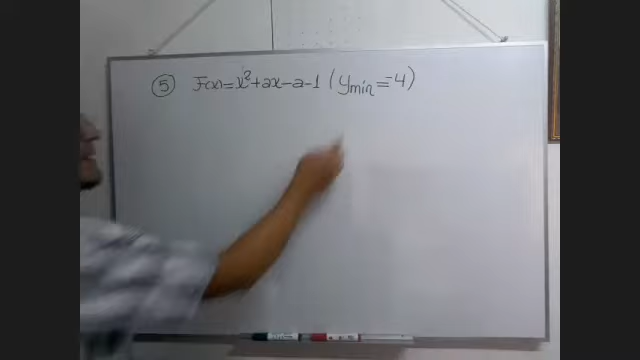 ⑤ F(x)=x²+ax-a-1 (ymin=-4)